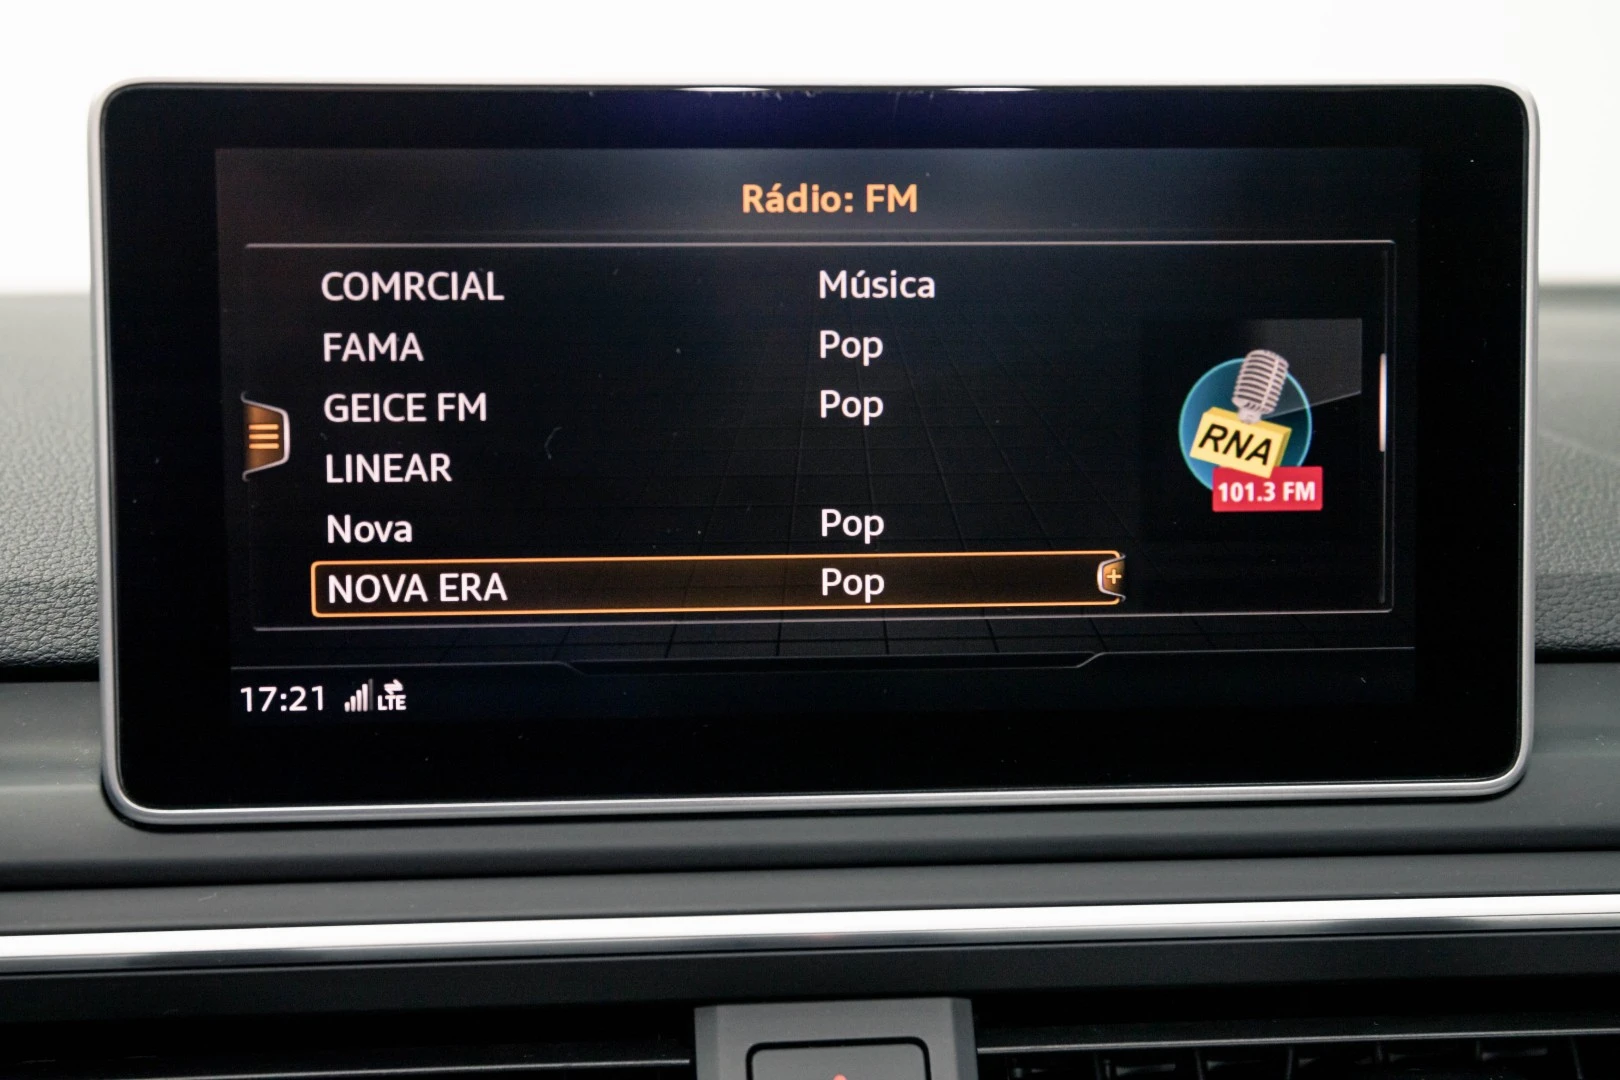 Rádio: FM
COMRCIAL Música
FAMA Pop
GEICE FM Pop
LINEAR
Nova Pop
NOVA ERA Pop
RNA
101.3 FM
17:21 LTE